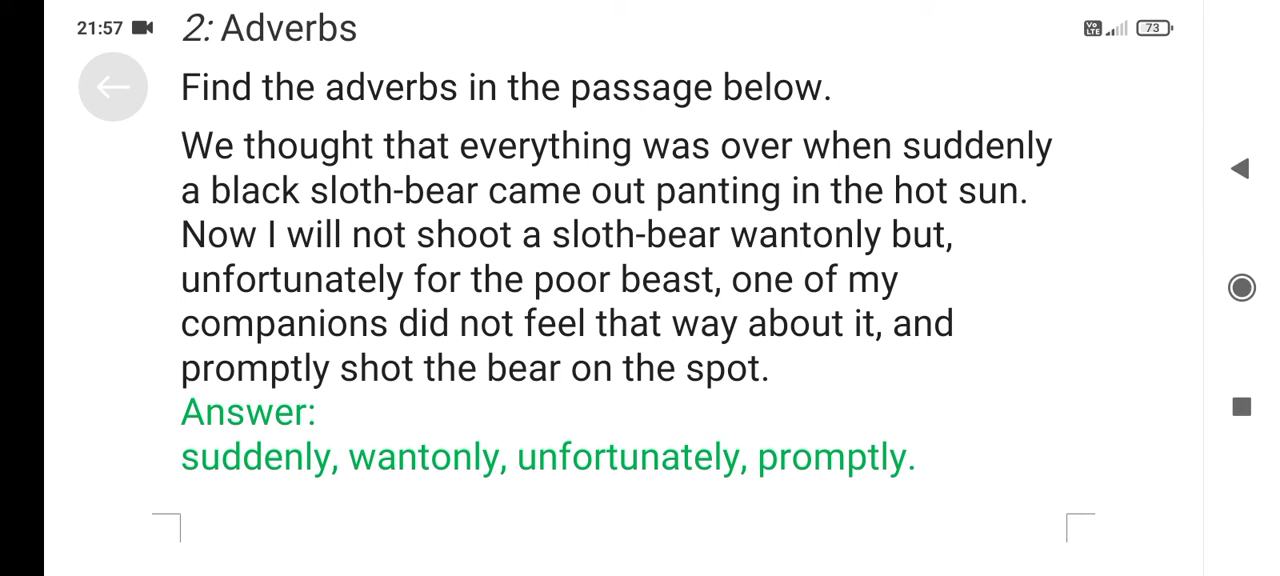 21:57 2: Adverbs Vo LTE 73
Find the adverbs in the passage below.
We thought that everything was over when suddenly
a black sloth-bear came out panting in the hot sun.
Now I will not shoot a sloth-bear wantonly but,
unfortunately for the poor beast, one of my
companions did not feel that way about it, and
promptly shot the bear on the spot.
Answer:
suddenly, wantonly, unfortunately, promptly.